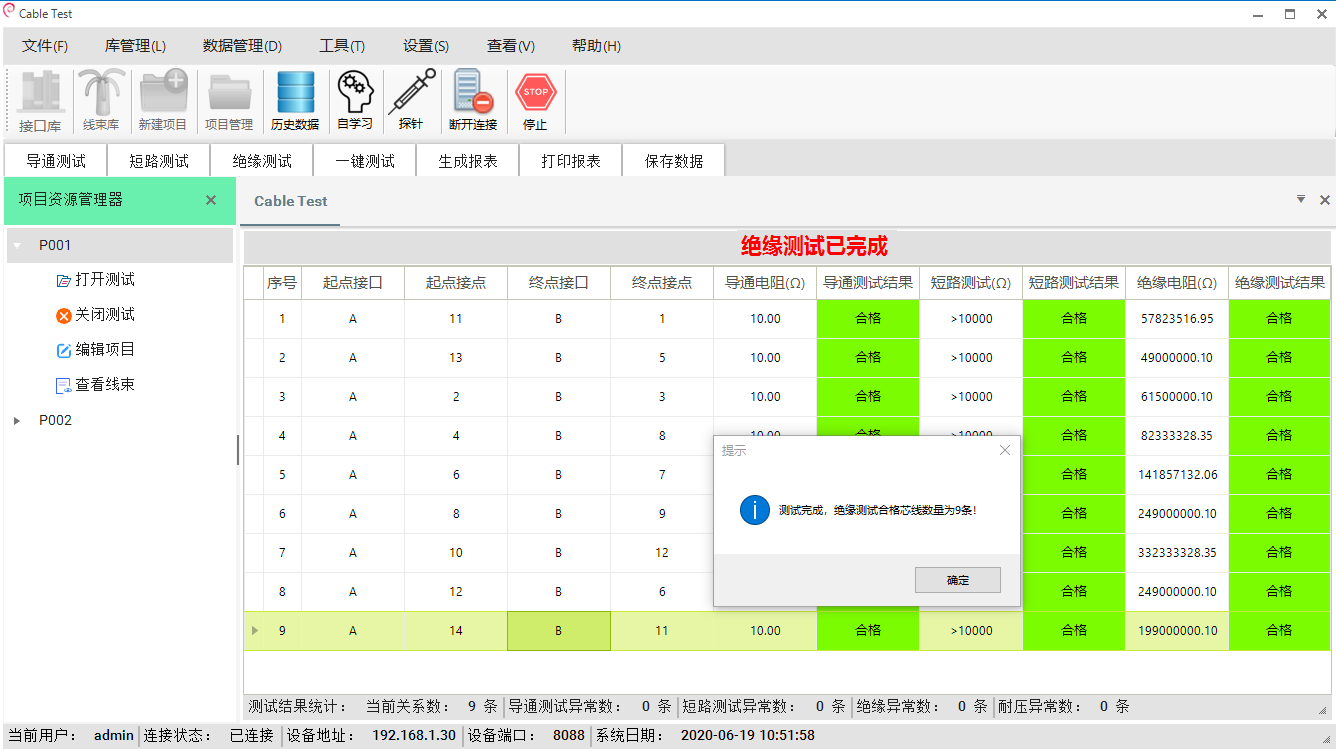 Cable Test
文件(F) 库管理(L) 数据管理(D) 工具(T) 设置(S) 查看(V) 帮助(H)
STOP
接口库 线束库 新建项目 项目管理 历史数据 自学习 探针 断开连接 停止
导通测试 短路测试 绝缘测试 一键测试 生成报表 打印报表 保存数据
项目资源管理器
P001
打开测试
关闭测试
编辑项目
查看线束
P002
Cable Test
绝缘测试已完成
序号 起点接口 起点接点 终点接口 终点接点 导通电阻(Ω) 导通测试结果 短路测试(Ω) 短路测试结果 绝缘电阻(Ω) 绝缘测试结果
1 A 11 B 1 10.00 合格 >10000 合格 57823516.95 合格
2 A 13 B 5 10.00 合格 >10000 合格 49000000.10 合格
3 A 2 B 3 10.00 合格 >10000 合格 61500000.10 合格
4 A 4 B 8 10.00 合格 >10000 合格 82333328.35 合格
5 A 6 B 7 合格 141857132.06 合格
6 A 8 B 9 合格 249000000.10 合格
7 A 10 B 12 合格 332333328.35 合格
8 A 12 B 6 合格 249000000.10 合格
9 A 14 B 11 10.00 合格 >10000 合格 199000000.10 合格
提示
测试完成，绝缘测试合格芯线数量为9条！
确定
测试结果统计： 当前关系数： 9 条 导通测试异常数： 0 条 短路测试异常数： 0 条 绝缘异常数： 0 条 耐压异常数： 0 条
当前用户： admin 连接状态： 已连接 设备地址： 192.168.1.30 设备端口： 8088 系统日期： 2020-06-19 10:51:58